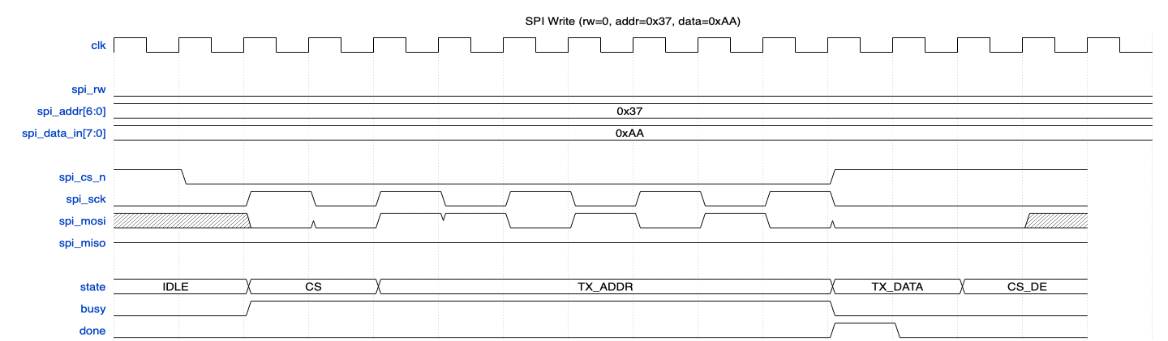 SPI Write (rw=0, addr=0x37, data=0xAA)
clk
spi_rw
spi_addr[6:0] 0x37
spi_data_in[7:0] 0xAA
spi_cs_n
spi_sck
spi_mosi
spi_miso
state IDLE CS TX_ADDR TX_DATA CS_DE
busy
done